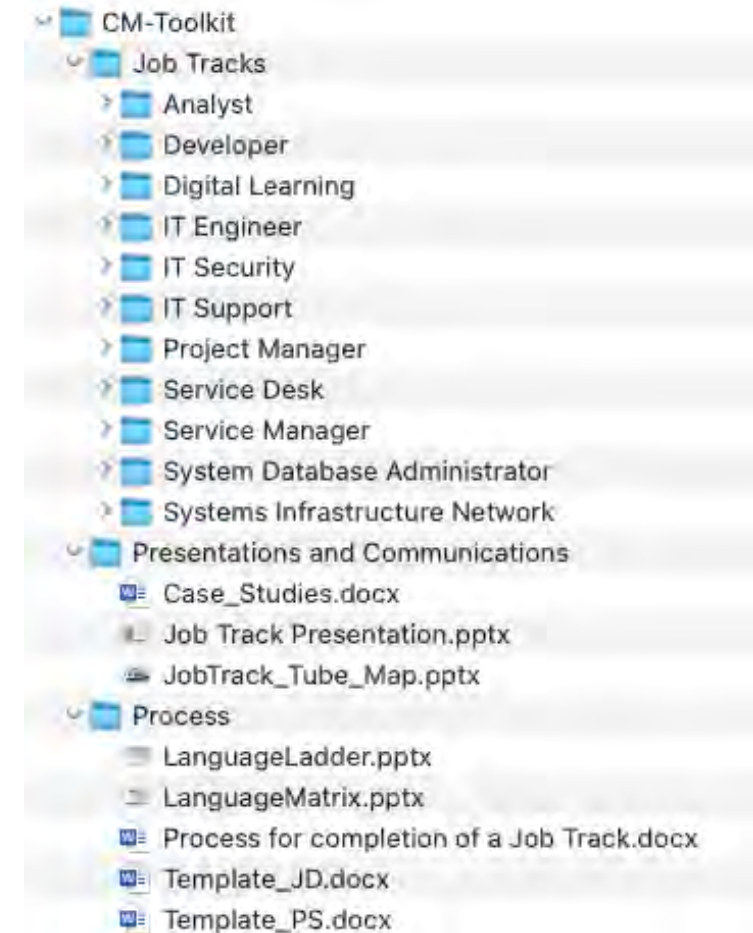 CM-Toolkit
Job Tracks
Analyst
Developer
Digital Learning
IT Engineer
IT Security
IT Support
Project Manager
Service Desk
Service Manager
System Database Administrator
Systems Infrastructure Network
Presentations and Communications
Case_Studies.docx
Job Track Presentation.pptx
JobTrack_Tube_Map.pptx
Process
LanguageLadder.pptx
LanguageMatrix.pptx
Process for completion of a Job Track.docx
Template_JD.docx
Template_PS.docx